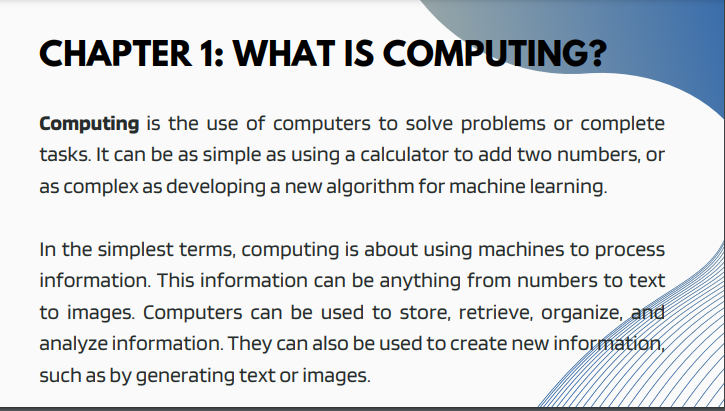 CHAPTER 1: WHAT IS COMPUTING?
Computing is the use of computers to solve problems or complete
tasks. It can be as simple as using a calculator to add two numbers, or
as complex as developing a new algorithm for machine learning.
In the simplest terms, computing is about using machines to process
information. This information can be anything from numbers to text
to images. Computers can be used to store, retrieve, organize, and
analyze information. They can also be used to create new information,
such as by generating text or images.